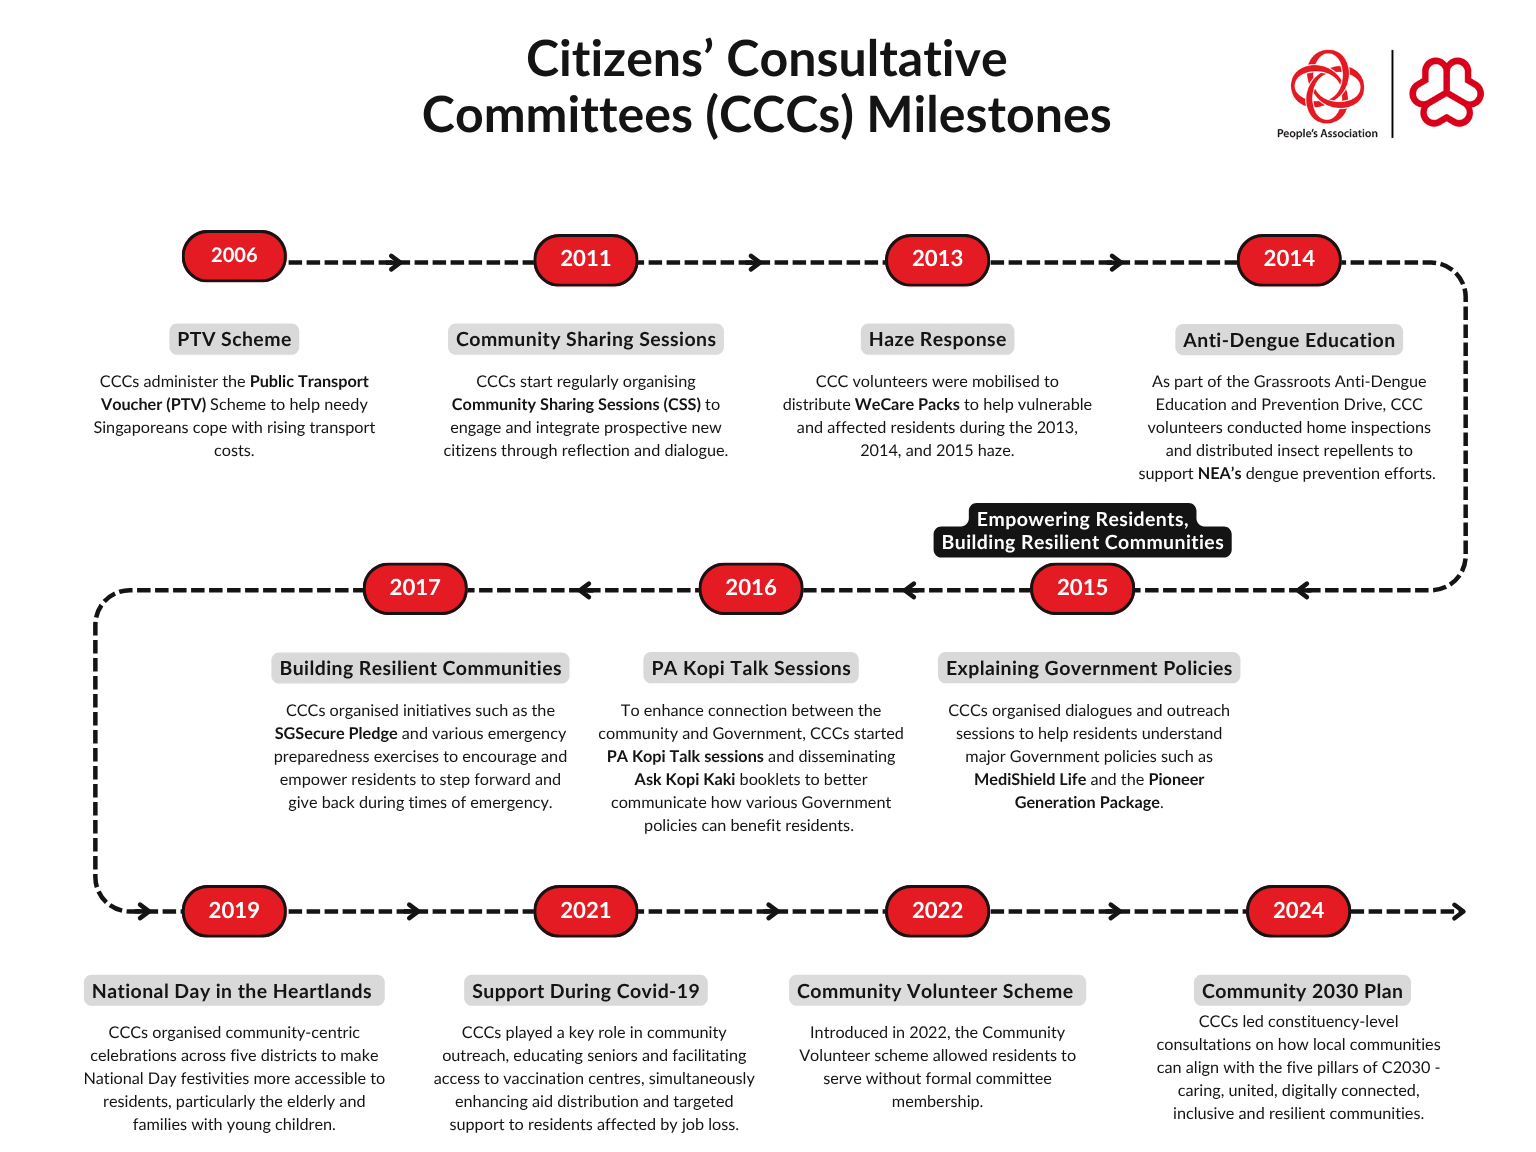 Citizens’ Consultative
Committees (CCCs) Milestones
People's Association
2006
PTV Scheme
CCCs administer the Public Transport
Voucher (PTV) Scheme to help needy
Singaporeans cope with rising transport
costs.
2011
Community Sharing Sessions
CCCs start regularly organising
Community Sharing Sessions (CSS) to
engage and integrate prospective new
citizens through reflection and dialogue.
2013
Haze Response
CCC volunteers were mobilised to
distribute WeCare Packs to help vulnerable
and affected residents during the 2013,
2014, and 2015 haze.
2014
Anti-Dengue Education
As part of the Grassroots Anti-Dengue
Education and Prevention Drive, CCC
volunteers conducted home inspections
and distributed insect repellents to
support NEA’s dengue prevention efforts.
Empowering Residents,
Building Resilient Communities
2015
Explaining Government Policies
CCCs organised dialogues and outreach
sessions to help residents understand
major Government policies such as
MediShield Life and the Pioneer
Generation Package.
2016
PA Kopi Talk Sessions
To enhance connection between the
community and Government, CCCs started
PA Kopi Talk sessions and disseminating
Ask Kopi Kaki booklets to better
communicate how various Government
policies can benefit residents.
2017
Building Resilient Communities
CCCs organised initiatives such as the
SGSecure Pledge and various emergency
preparedness exercises to encourage and
empower residents to step forward and
give back during times of emergency.
2019
National Day in the Heartlands
CCCs organised community-centric
celebrations across five districts to make
National Day festivities more accessible to
residents, particularly the elderly and
families with young children.
2021
Support During Covid-19
CCCs played a key role in community
outreach, educating seniors and facilitating
access to vaccination centres, simultaneously
enhancing aid distribution and targeted
support to residents affected by job loss.
2022
Community Volunteer Scheme
Introduced in 2022, the Community
Volunteer scheme allowed residents to
serve without formal committee
membership.
2024
Community 2030 Plan
CCCs led constituency-level
consultations on how local communities
can align with the five pillars of C2030 -
caring, united, digitally connected,
inclusive and resilient communities.